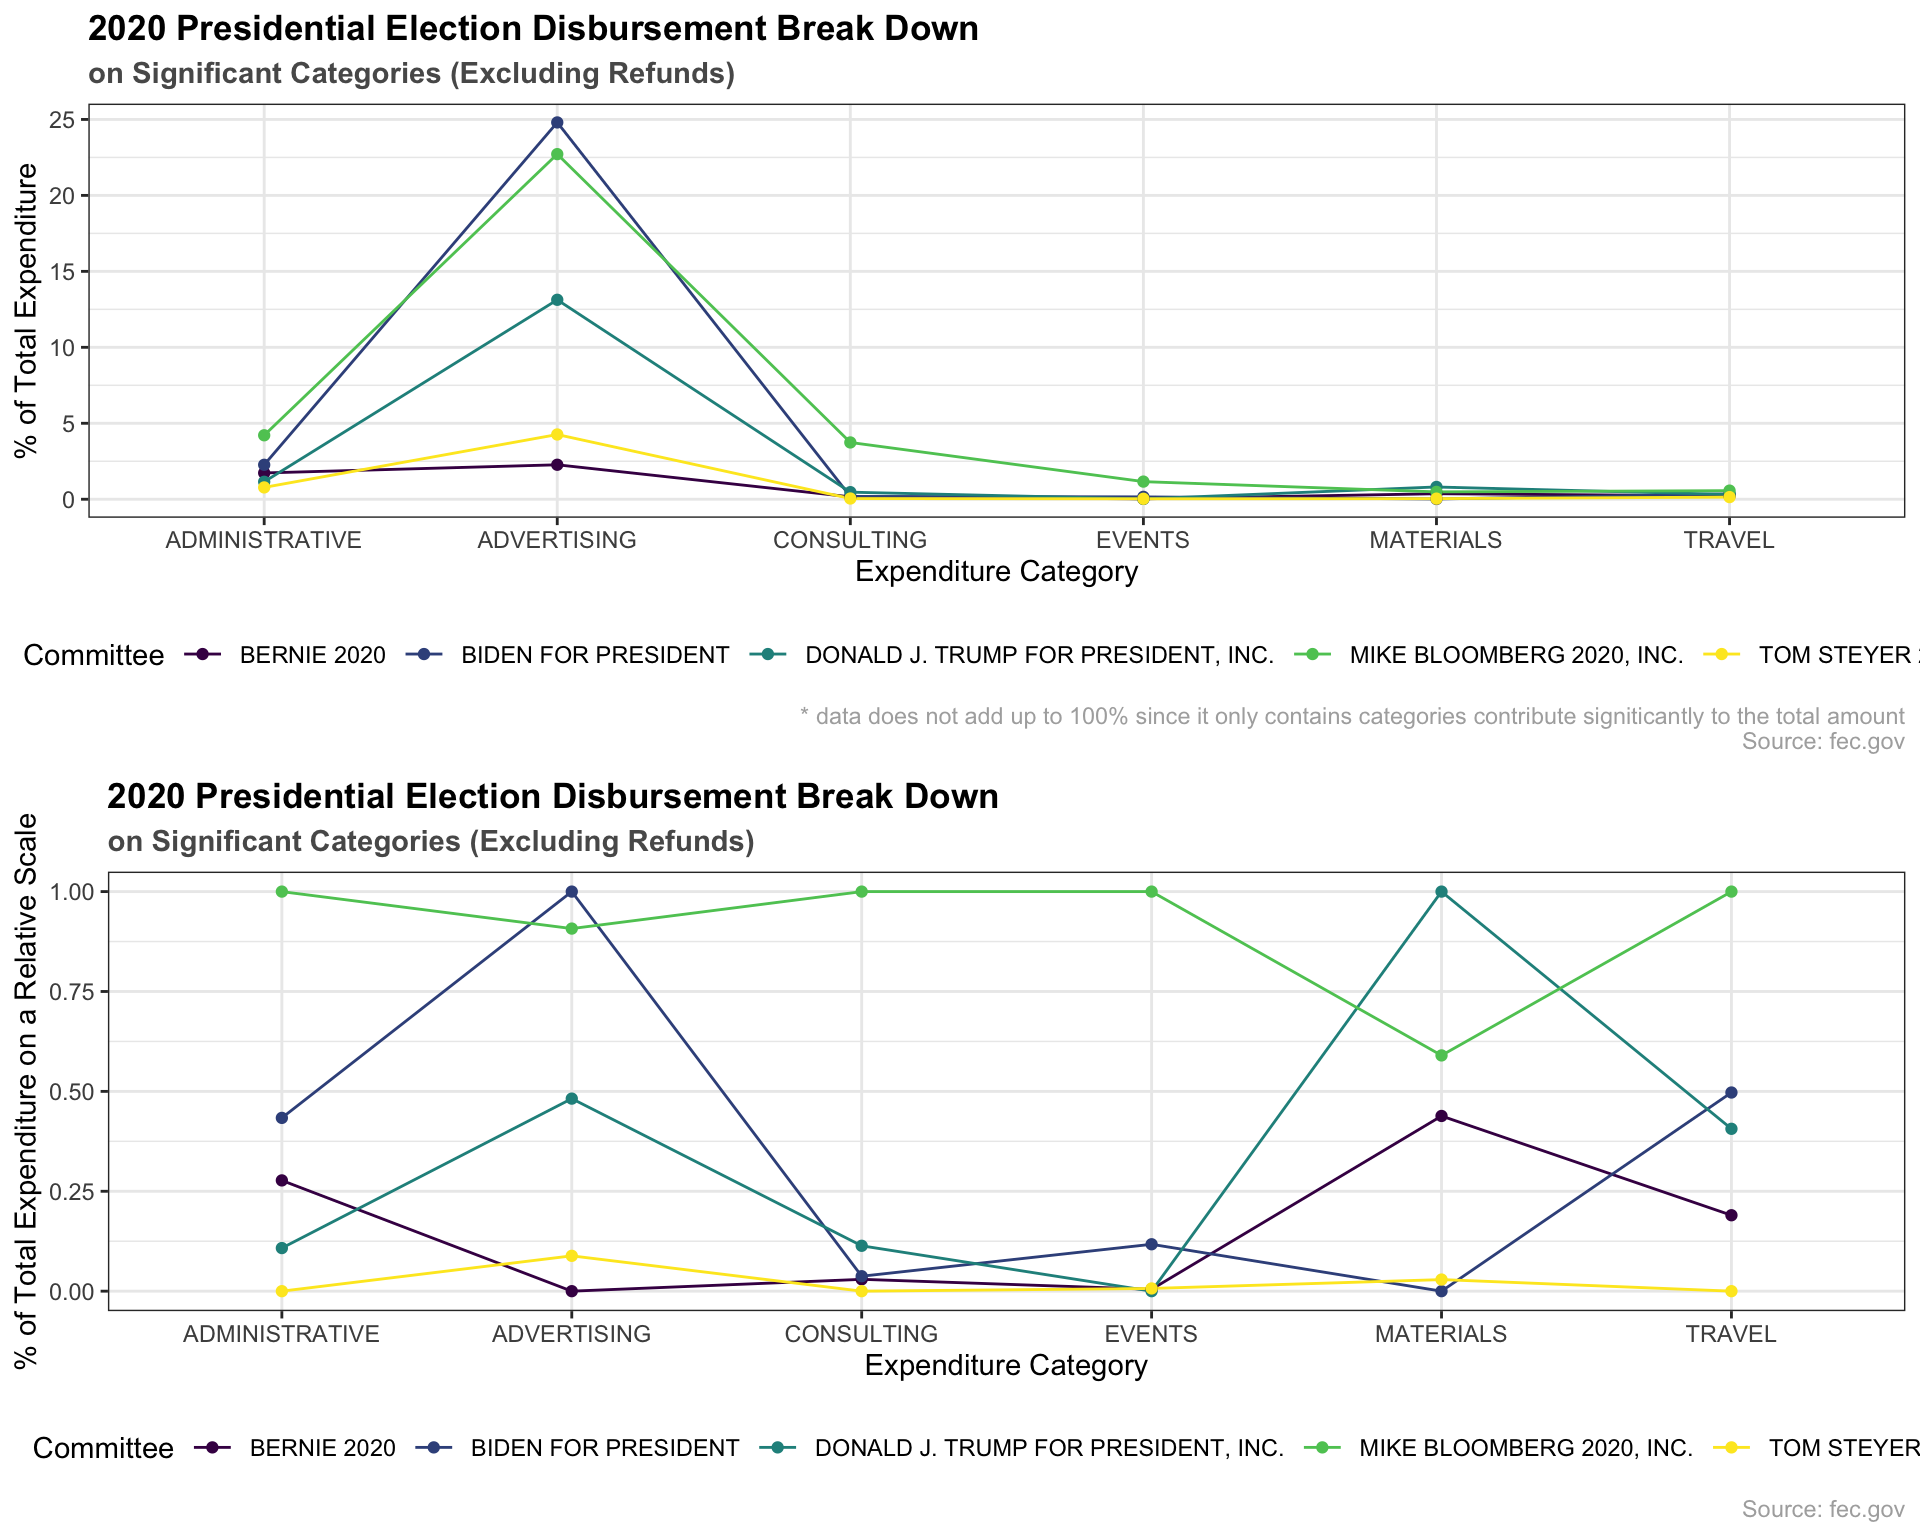 2020 Presidential Election Disbursement Break Down
on Significant Categories (Excluding Refunds)
% of Total Expenditure
25
20
15
10
5
0
ADMINISTRATIVE ADVERTISING CONSULTING EVENTS MATERIALS TRAVEL
Expenditure Category
Committee BERNIE 2020 BIDEN FOR PRESIDENT DONALD J. TRUMP FOR PRESIDENT, INC. MIKE BLOOMBERG 2020, INC. TOM STEYER
* data does not add up to 100% since it only contains categories contribute signiticantly to the total amount
Source: fec.gov
2020 Presidential Election Disbursement Break Down
on Significant Categories (Excluding Refunds)
% of Total Expenditure on a Relative Scale
1.00
0.75
0.50
0.25
0.00
ADMINISTRATIVE ADVERTISING CONSULTING EVENTS MATERIALS TRAVEL
Expenditure Category
Committee BERNIE 2020 BIDEN FOR PRESIDENT DONALD J. TRUMP FOR PRESIDENT, INC. MIKE BLOOMBERG 2020, INC. TOM STEYER
Source: fec.gov